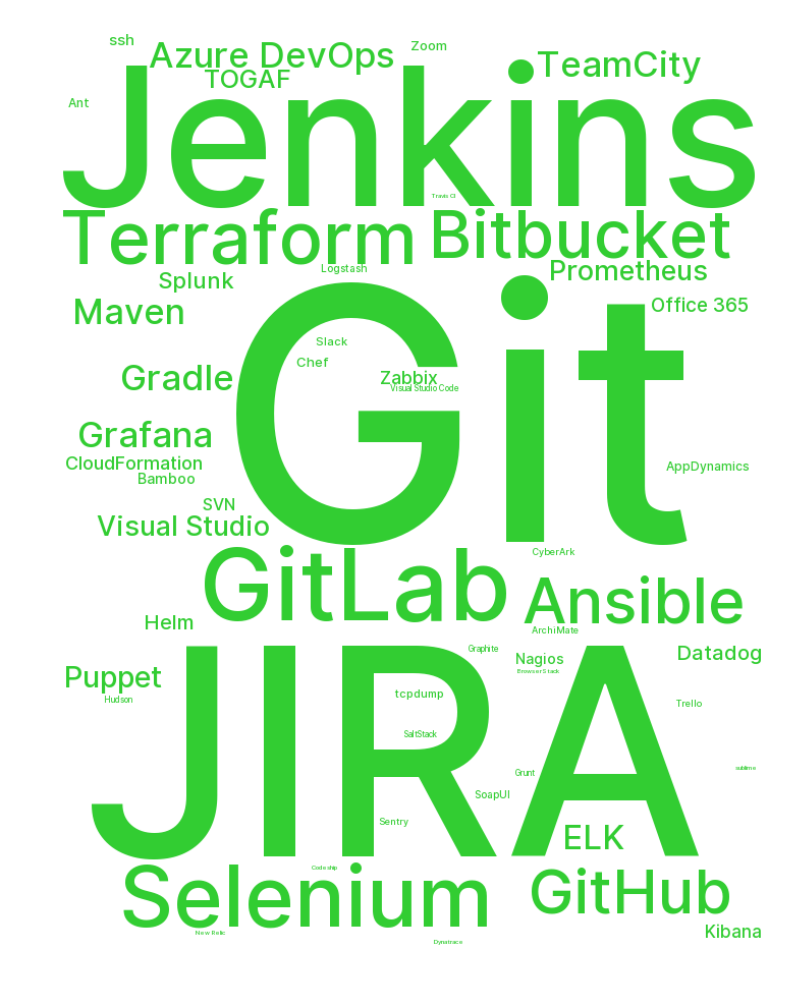 ssh
Azure DevOps
Zoom
TeamCity
TOGAF
Ant
Jenkins
Travis CI
Terraform
Bitbucket
Logstash
Prometheus
Splunk
Office 365
Maven
Git
Slack
Chef
Zabbix
Visual Studio Code
Gradle
Grafana
CloudFormation
AppDynamics
Bamboo
SVN
Visual Studio
CyberArk
GitLab
Ansible
Helm
ArchiMate
Graphite
Nagios
Datadog
BrowserStack
Puppet
Hudson
JIRA
tcpdump
Trello
SaltStack
Grunt
sublime
SoapUI
Sentry
ELK
Codeship
Selenium
GitHub
New Relic
Kibana
Dynatrace